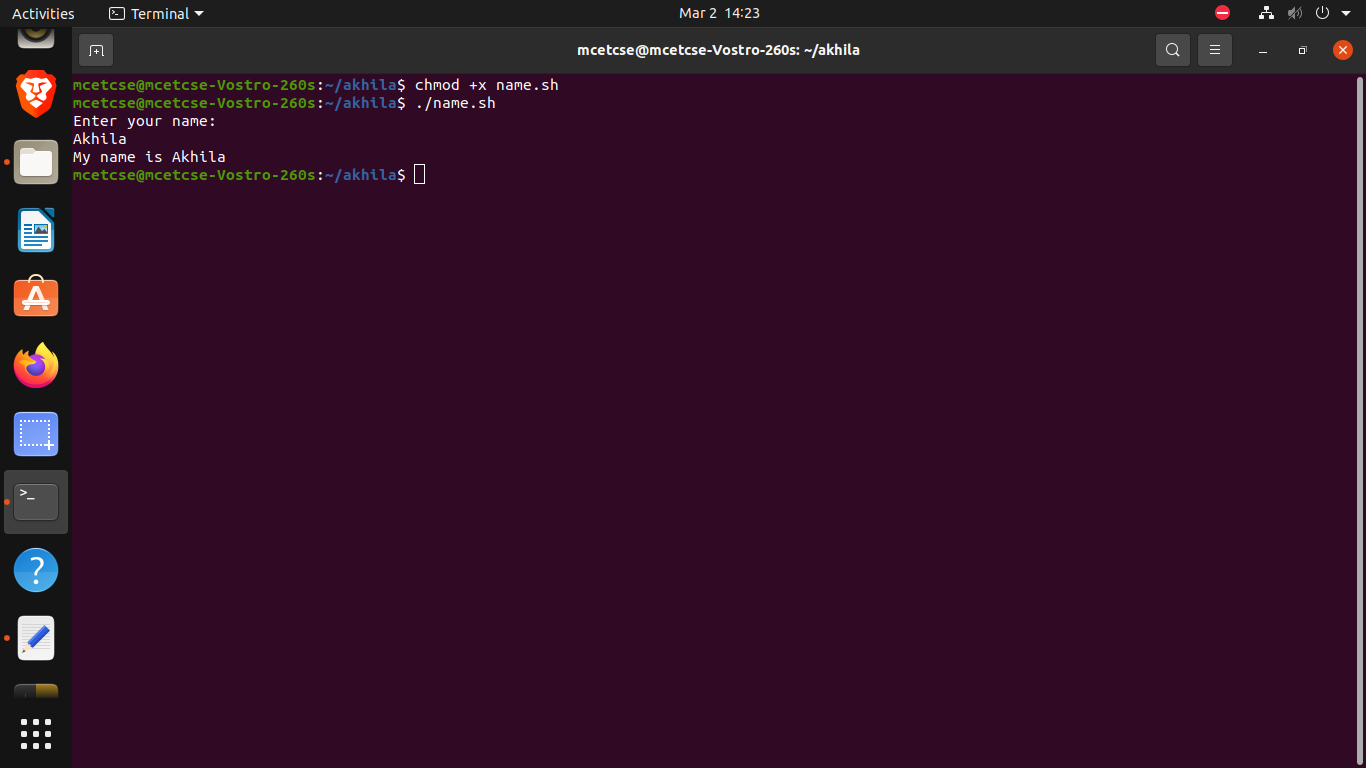 Activities
Terminal
Mar 2 14:23
mcetcse@mcetcse-Vostro-260s: ~/akhila
mcetcse@mcetcse-Vostro-260s:~/akhila$ chmod +x name.sh
mcetcse@mcetcse-Vostro-260s:~/akhila$ ./name.sh
Enter your name:
Akhila
My name is Akhila
mcetcse@mcetcse-Vostro-260s:~/akhila$